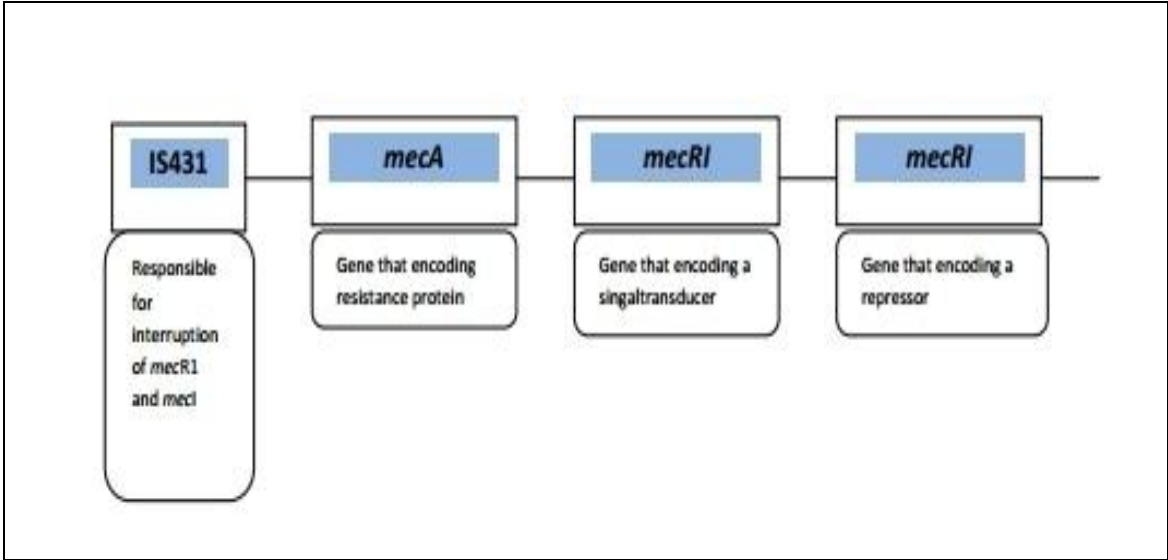 IS431
mecA
mecRI
mecRI
Responsible
for
interruption
of mecR1
and mecI
Gene that encoding
resistance protein
Gene that encoding a
singaltransducer
Gene that encoding a
repressor